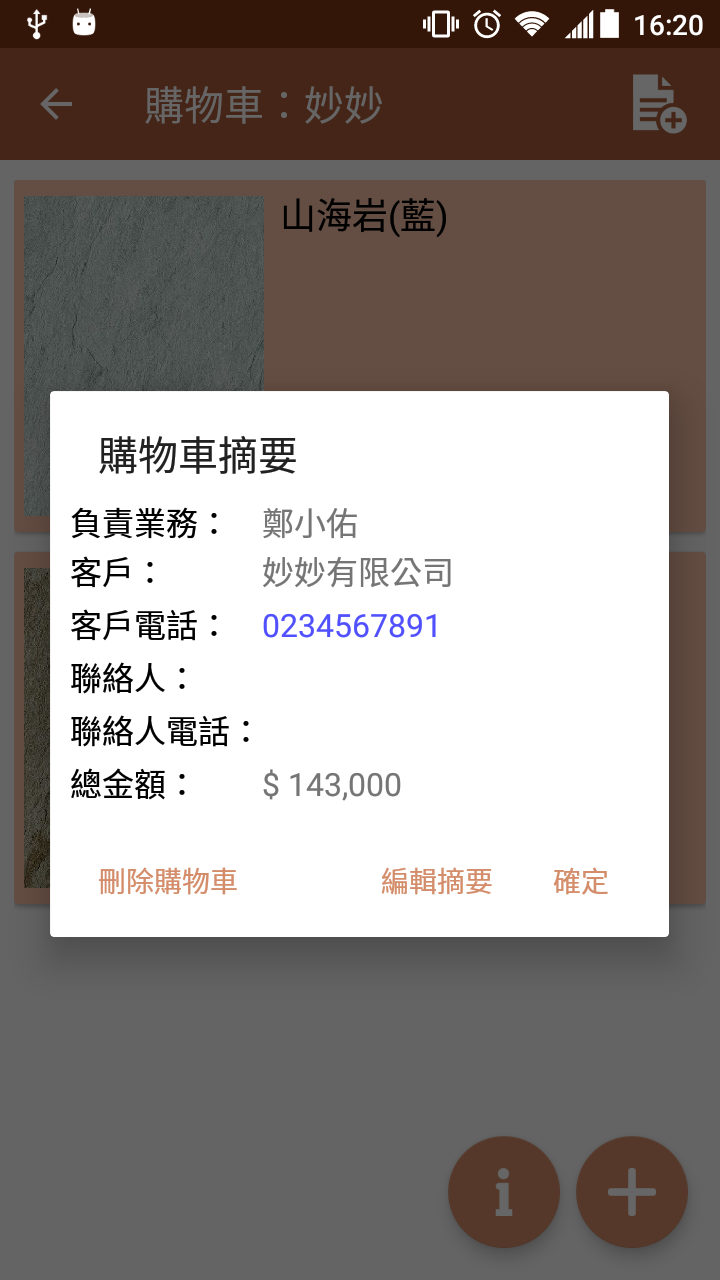 16:20
購物車：妙妙
山海岩(藍)
購物車摘要
負責業務： 鄭小佑
客戶： 妙妙有限公司
客戶電話： 0234567891
聯絡人：
聯絡人電話：
總金額： $ 143,000
刪除購物車 編輯摘要 確定